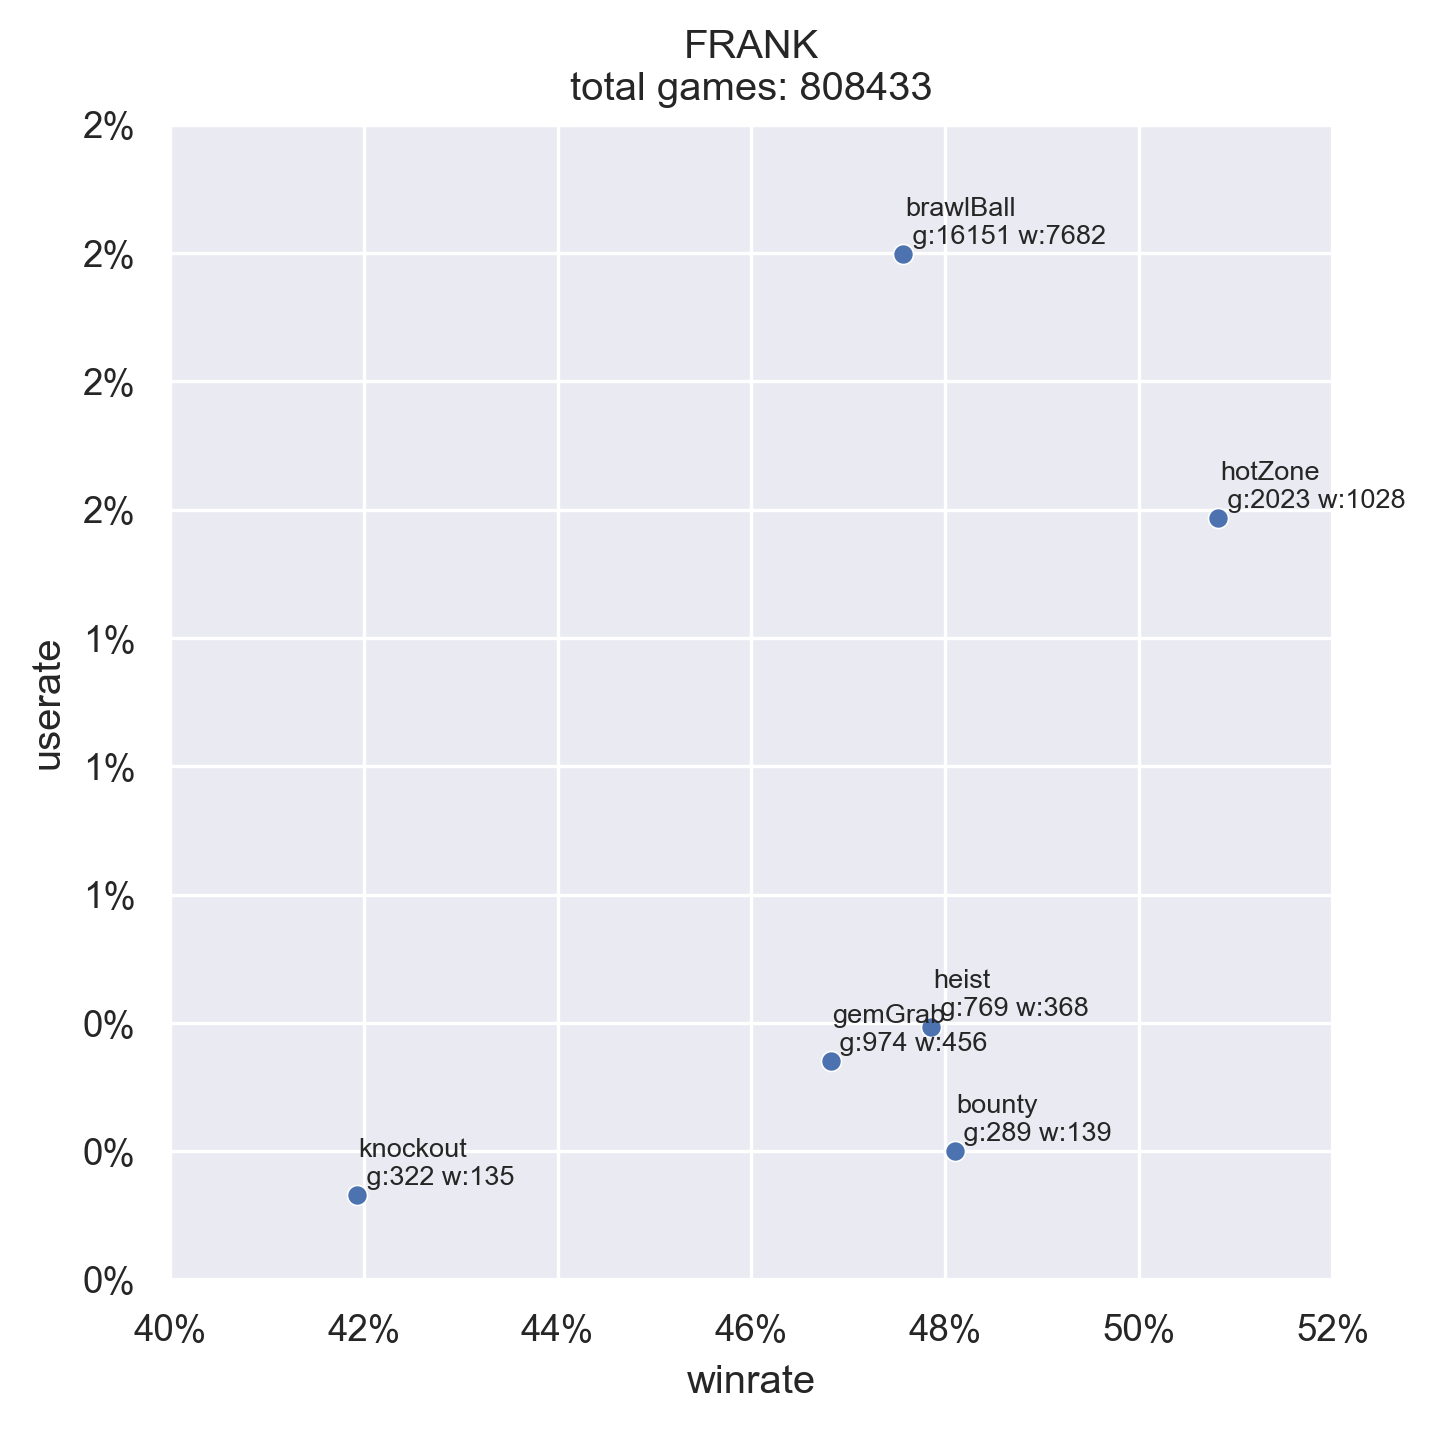 FRANK
total games: 808433
2%
brawlBall
g:16151 w:7682
2%
2%
hotZone
g:2023 w:1028
2%
1%
userate
1%
1%
heist
g:769 w:368
gemGrab
g:974 w:456
0%
bounty
g:289 w:139
knockout
g:322 w:135
0%
0%
40%
42%
44%
46%
48%
50%
52%
winrate